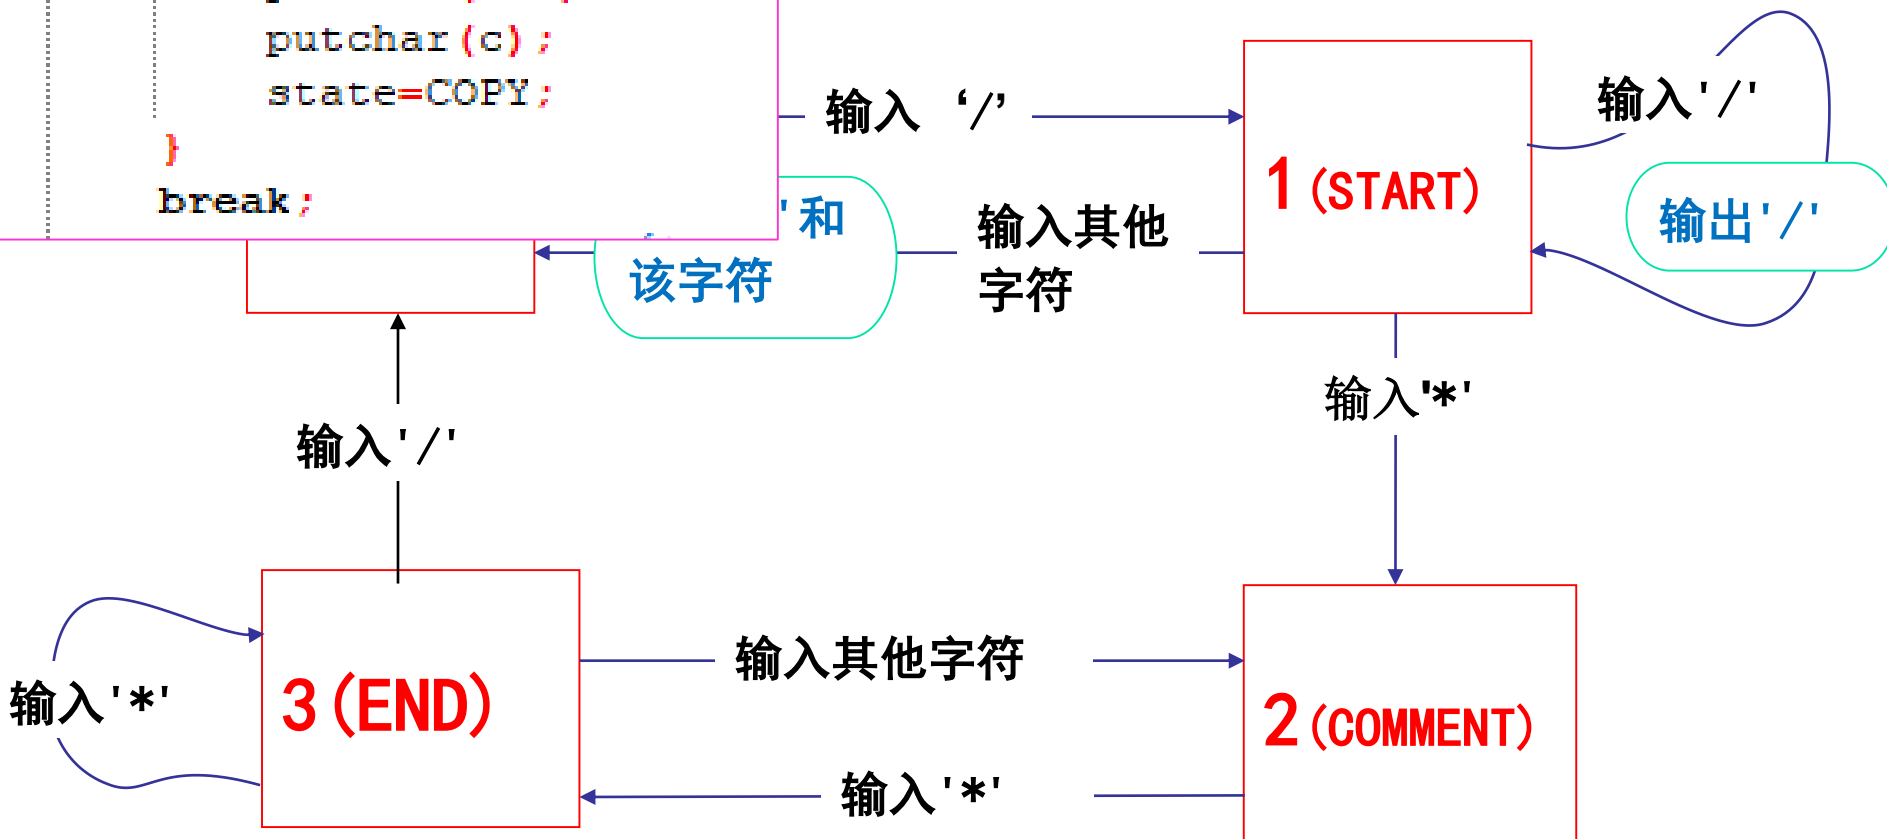 putchar(c);
state=COPY;
}
break;
输入 ‘/’
1(START)
输入'/'
输出'/'
'和
该字符
输入其他
字符
输入'*'
输入'/'
3(END)
输入'*'
输入其他字符
2(COMMENT)
输入'*'